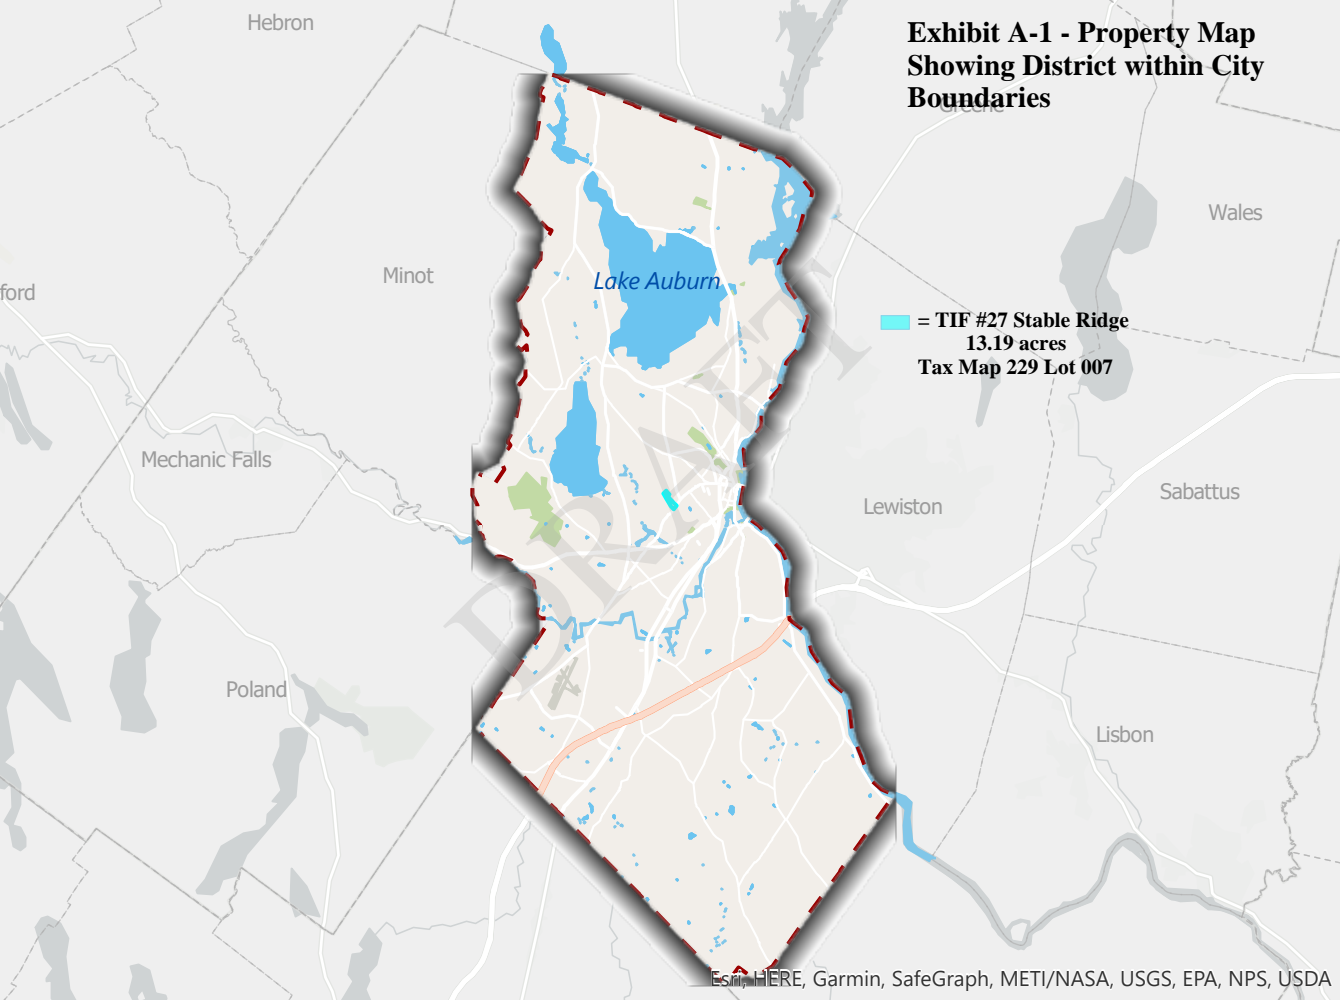 Hebron
Exhibit A-1 - Property Map
Showing District within City
Boundaries
Greene
Wales
Minot
Lake Auburn
ford
= TIF #27 Stable Ridge
13.19 acres
Tax Map 229 Lot 007
DRAFT
Mechanic Falls
Sabattus
Lewiston
Poland
Lisbon
Esri, HERE, Garmin, SafeGraph, METI/NASA, USGS, EPA, NPS, USDA